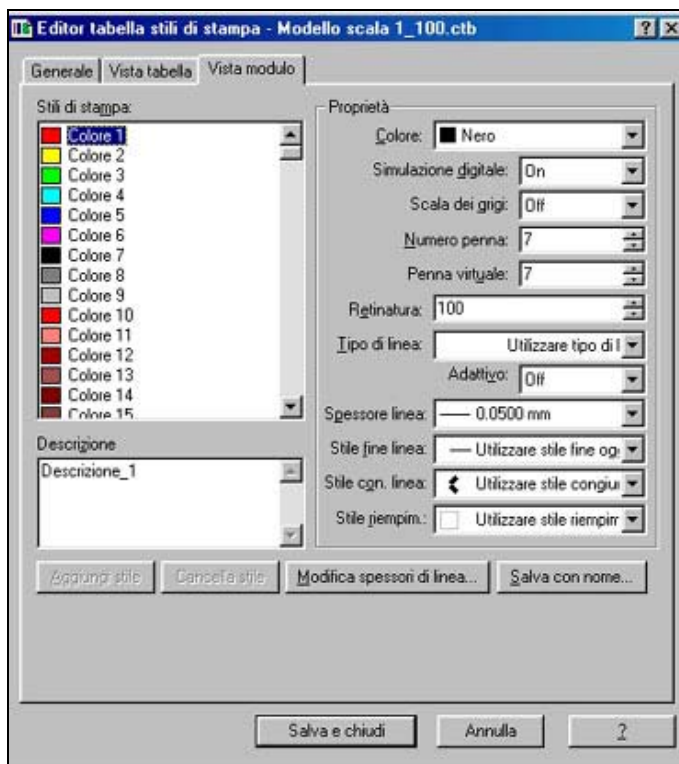 Editor tabella stili di stampa - Modello scala 1_100.ctb
Generale Vista tabella Vista modulo
Stili di stampa:
Colore 1
Colore 2
Colore 3
Colore 4
Colore 5
Colore 6
Colore 7
Colore 8
Colore 9
Colore 10
Colore 11
Colore 12
Colore 13
Colore 14
Colore 15
Descrizione
Descrizione_1
Proprietà
Colore: Nero
Simulazione digitale: On
Scala dei grigi: Off
Numero penna: 7
Penna virtuale: 7
Retinatura: 100
Tipo di linea: Utilizzare tipo di l
Adattivo: Off
Spessore linea: 0.0500 mm
Stile fine linea: Utilizzare stile fine og
Stile con. linea: Utilizzare stile congiu
Stile riempim.: Utilizzare stile riempim
Aggiungi stile Cancella stile Modifica spessori di linea... Salva con nome...
Salva e chiudi Annulla ?